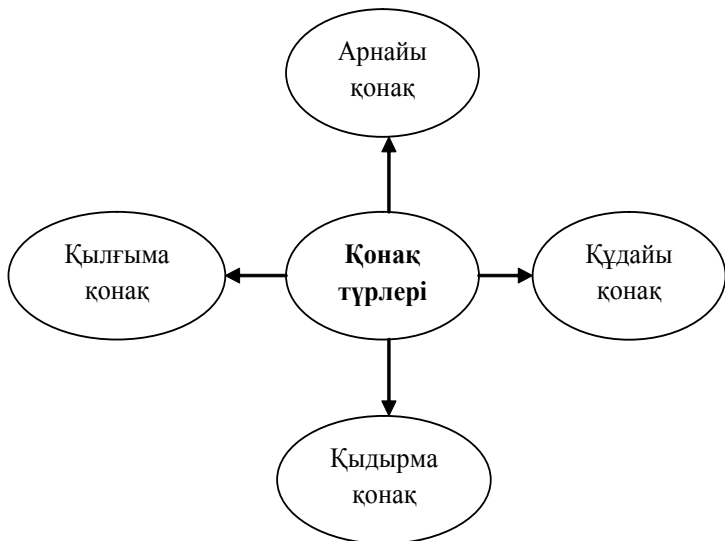 Арнайы
қонақ
Қылғыма
қонақ
Қонақ
түрлері
Құдайы
қонақ
Қыдырма
қонақ